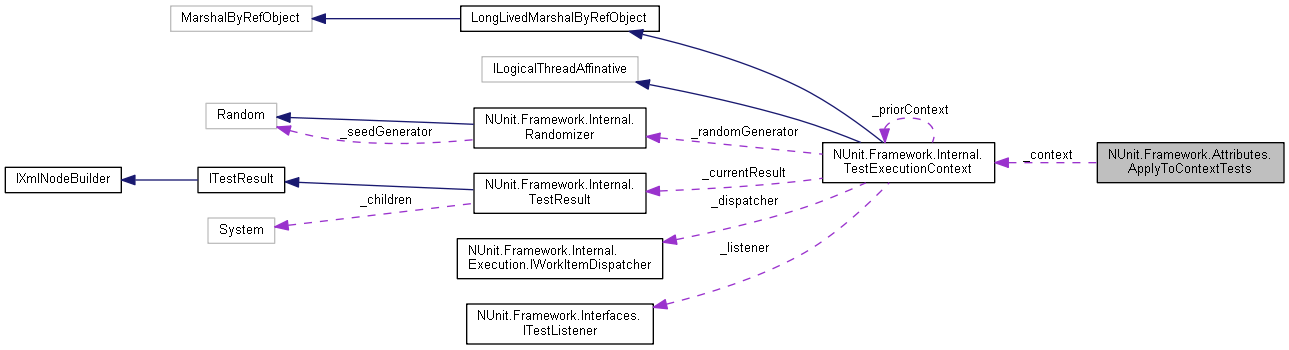 MarshalByRefObject
LongLivedMarshalByRefObject
ILogicalThreadAffinative
_priorContext
Random
_seedGenerator
NUnit.Framework.Internal.
Randomizer
_randomGenerator
NUnit.Framework.Internal.
TestExecutionContext
_context
NUnit.Framework.Attributes.
ApplyToContextTests
IXmlNodeBuilder
ITestResult
NUnit.Framework.Internal.
TestResult
_currentResult
_children
_dispatcher
System
NUnit.Framework.Internal.
Execution.IWorkItemDispatcher
_listener
NUnit.Framework.Interfaces.
ITestListener